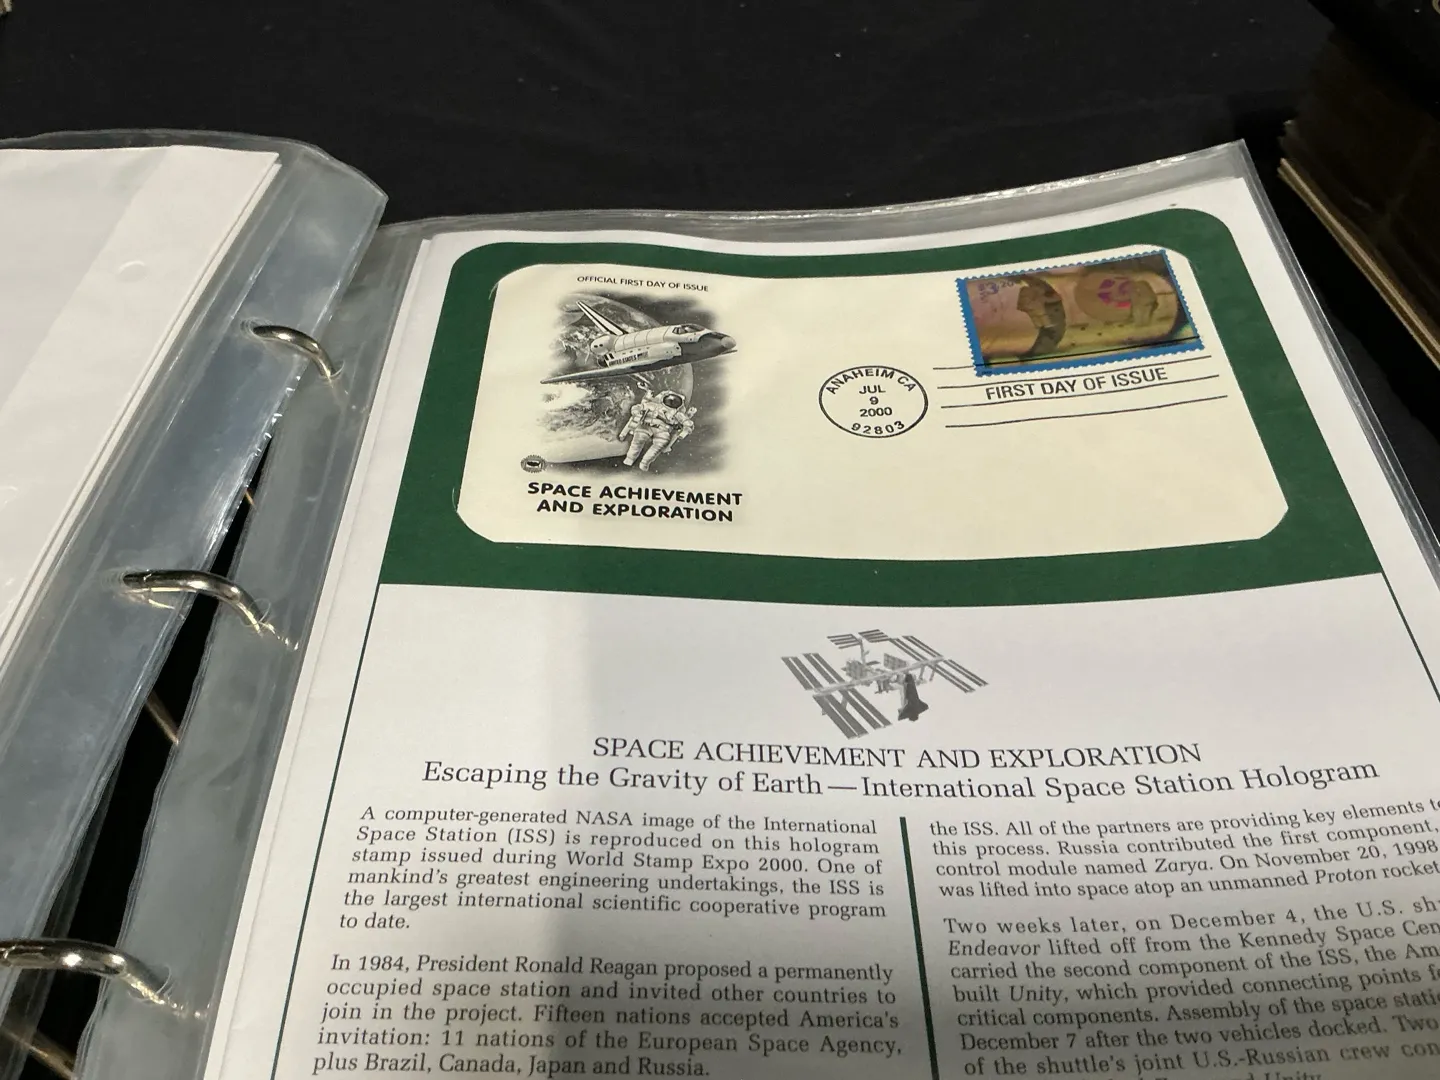 OFFICIAL FIRST DAY OF ISSUE
UNITED STATES
SPACE ACHIEVEMENT
AND EXPLORATION
ANAHEIM CA
JUL
9
2000
92803
FIRST DAY OF ISSUE
SPACE ACHIEVEMENT AND EXPLORATION
Escaping the Gravity of Earth—International Space Station Hologram
A computer-generated NASA image of the International
Space Station (ISS) is reproduced on this hologram
stamp issued during World Stamp Expo 2000. One of
mankind's greatest engineering undertakings, the ISS is
the largest international scientific cooperative program
to date.
In 1984, President Ronald Reagan proposed a permanently
occupied space station and invited other countries to
join in the project. Fifteen nations accepted America's
invitation: 11 nations of the European Space Agency,
plus Brazil, Canada, Japan and Russia.
the ISS. All of the partners are providing key elements
this process. Russia contributed the first component,
control module named Zarya. On November 20, 1998
was lifted into space atop an unmanned Proton rocket
Two weeks later, on December 4, the U.S. sh
Endeavor lifted off from the Kennedy Space Cen
carried the second component of the ISS, the Am
built Unity, which provided connecting points f
critical components. Assembly of the space stati
December 7 after the two vehicles docked. Two
of the shuttle's joint U.S.-Russian crew con
Unity